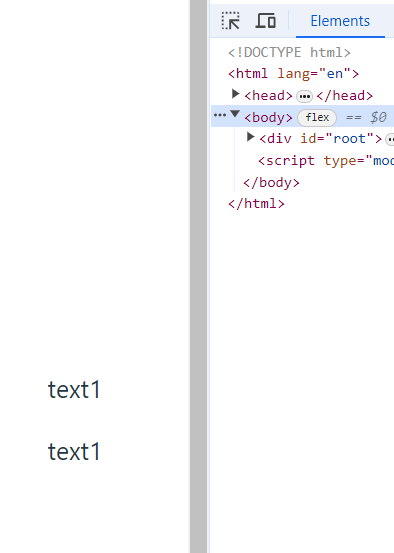 Elements
<!DOCTYPE html>
<html lang="en">
<head> ••• </head>
••• <body> flex == $0
<div id="root"> ••
<script type="mod
</body>
</html>
text1
text1